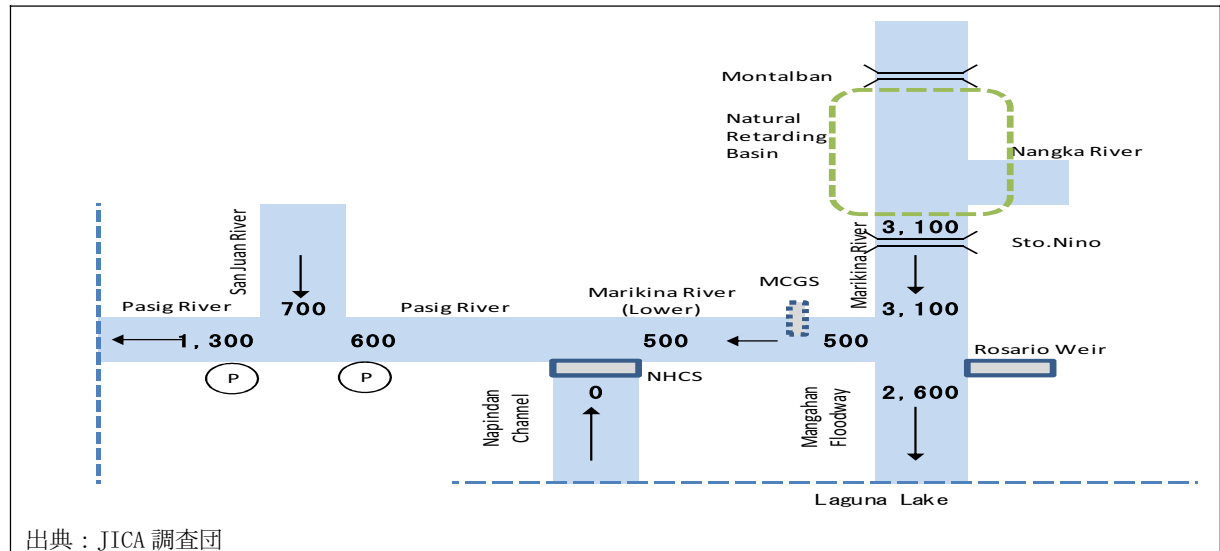 Montalban
Natural
Retarding
Basin
Nangka River
3,100
Sto.Nino
Marikina River
San Juan River
MCGS
Pasig River
700
Pasig River
Marikina River
(Lower)
3,100
1,300
600
500
500
Rosario Weir
P
P
NHCS
0
2,600
Napindan
Channel
Mangahan
Floodway
Laguna Lake
出典：JICA 調査団